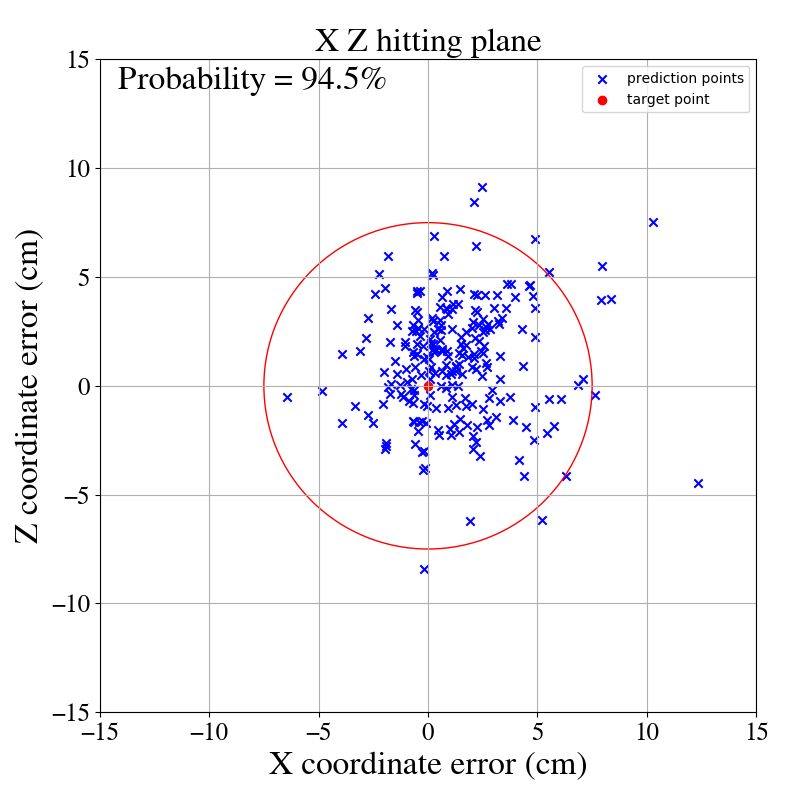 X Z hitting plane
Probability = 94.5%
prediction points
target point
Z coordinate error (cm)
15
10
5
0
−5
−10
−15
−15 −10 −5 0 5 10 15
X coordinate error (cm)